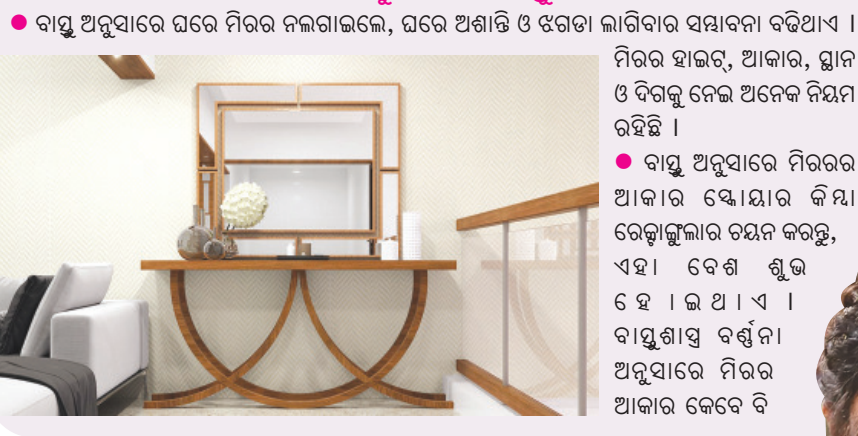 ● ବାସ୍ତୁ ଅନୁସାରେ ଘରେ ମିରର ନଲଗାଇଲେ, ଘରେ ଅଶାନ୍ତି ଓ ଝଗଡା ଲାଗିବାର ସମ୍ଭାବନା ବଢିଥାଏ ।
ମିରର ହାଇଟ୍, ଆକାର, ସ୍ଥାନ
ଓ ଦିଗକୁ ନେଇ ଅନେକ ନିୟମ
ରହିଛି ।
● ବାସ୍ତୁ ଅନୁସାରେ ମିରରର
ଆକାର ସ୍କୋୟାର କିମ୍ବା
ରେକ୍ଟାଙ୍ଗୁଲାର ଚୟନ କରନ୍ତୁ,
ଏହା ବେଶ ଶୁଭ
ହୋଇଥାଏ ।
ବାସ୍ତୁଶାସ୍ତ୍ର ବର୍ଣ୍ଣନା
ଅନୁସାରେ ମିରର
ଆକାର କେବେ ବି